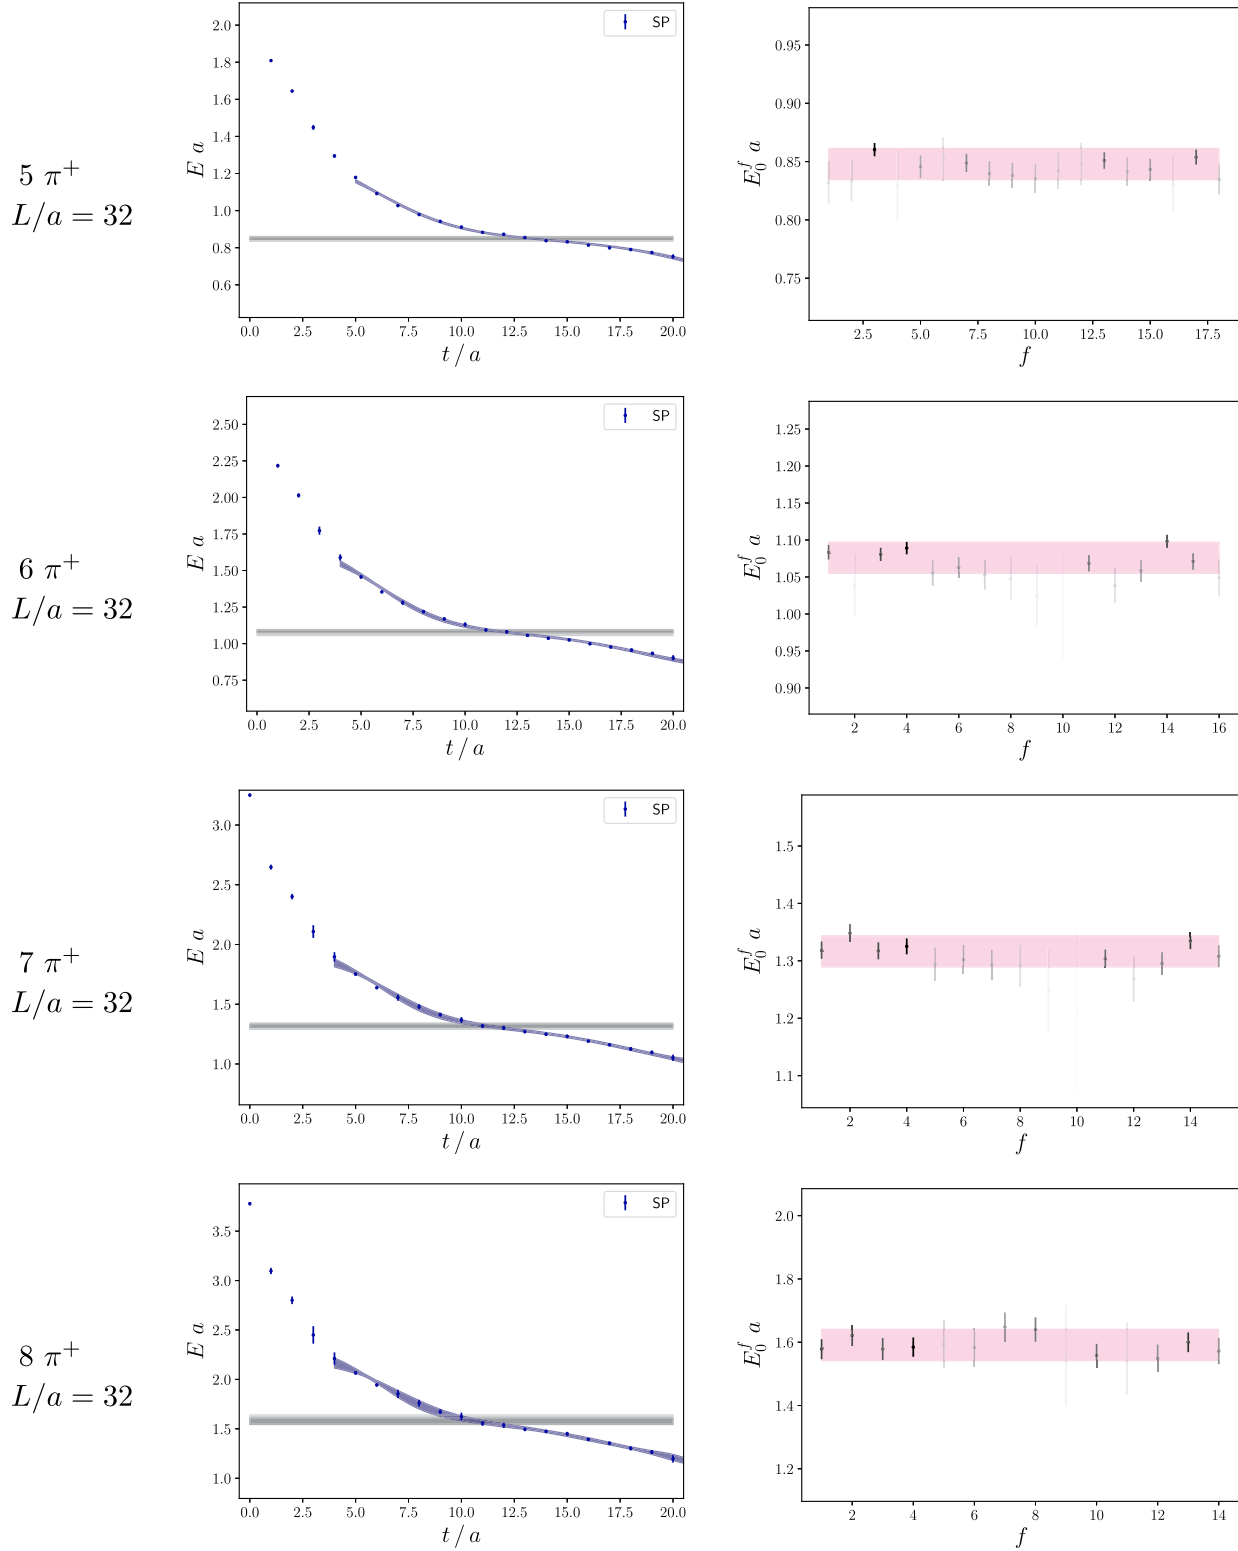 5 π⁺
L/a = 32
2.0
1.8
1.6
1.4
1.2
1.0
0.8
0.6
E a
SP
0.0 2.5 5.0 7.5 10.0 12.5 15.0 17.5 20.0
t / a
0.95
0.90
0.85
0.80
0.75
E₀ᶠ a
2.5 5.0 7.5 10.0 12.5 15.0 17.5
f
6 π⁺
L/a = 32
2.50
2.25
2.00
1.75
1.50
1.25
1.00
0.75
E a
SP
0.0 2.5 5.0 7.5 10.0 12.5 15.0 17.5 20.0
t / a
1.25
1.20
1.15
1.10
1.05
1.00
0.95
0.90
E₀ᶠ a
2 4 6 8 10 12 14 16
f
7 π⁺
L/a = 32
3.0
2.5
2.0
1.5
1.0
E a
SP
0.0 2.5 5.0 7.5 10.0 12.5 15.0 17.5 20.0
t / a
1.5
1.4
1.3
1.2
1.1
E₀ᶠ a
2 4 6 8 10 12 14
f
8 π⁺
L/a = 32
3.5
3.0
2.5
2.0
1.5
1.0
E a
SP
0.0 2.5 5.0 7.5 10.0 12.5 15.0 17.5 20.0
t / a
2.0
1.8
1.6
1.4
1.2
E₀ᶠ a
2 4 6 8 10 12 14
f